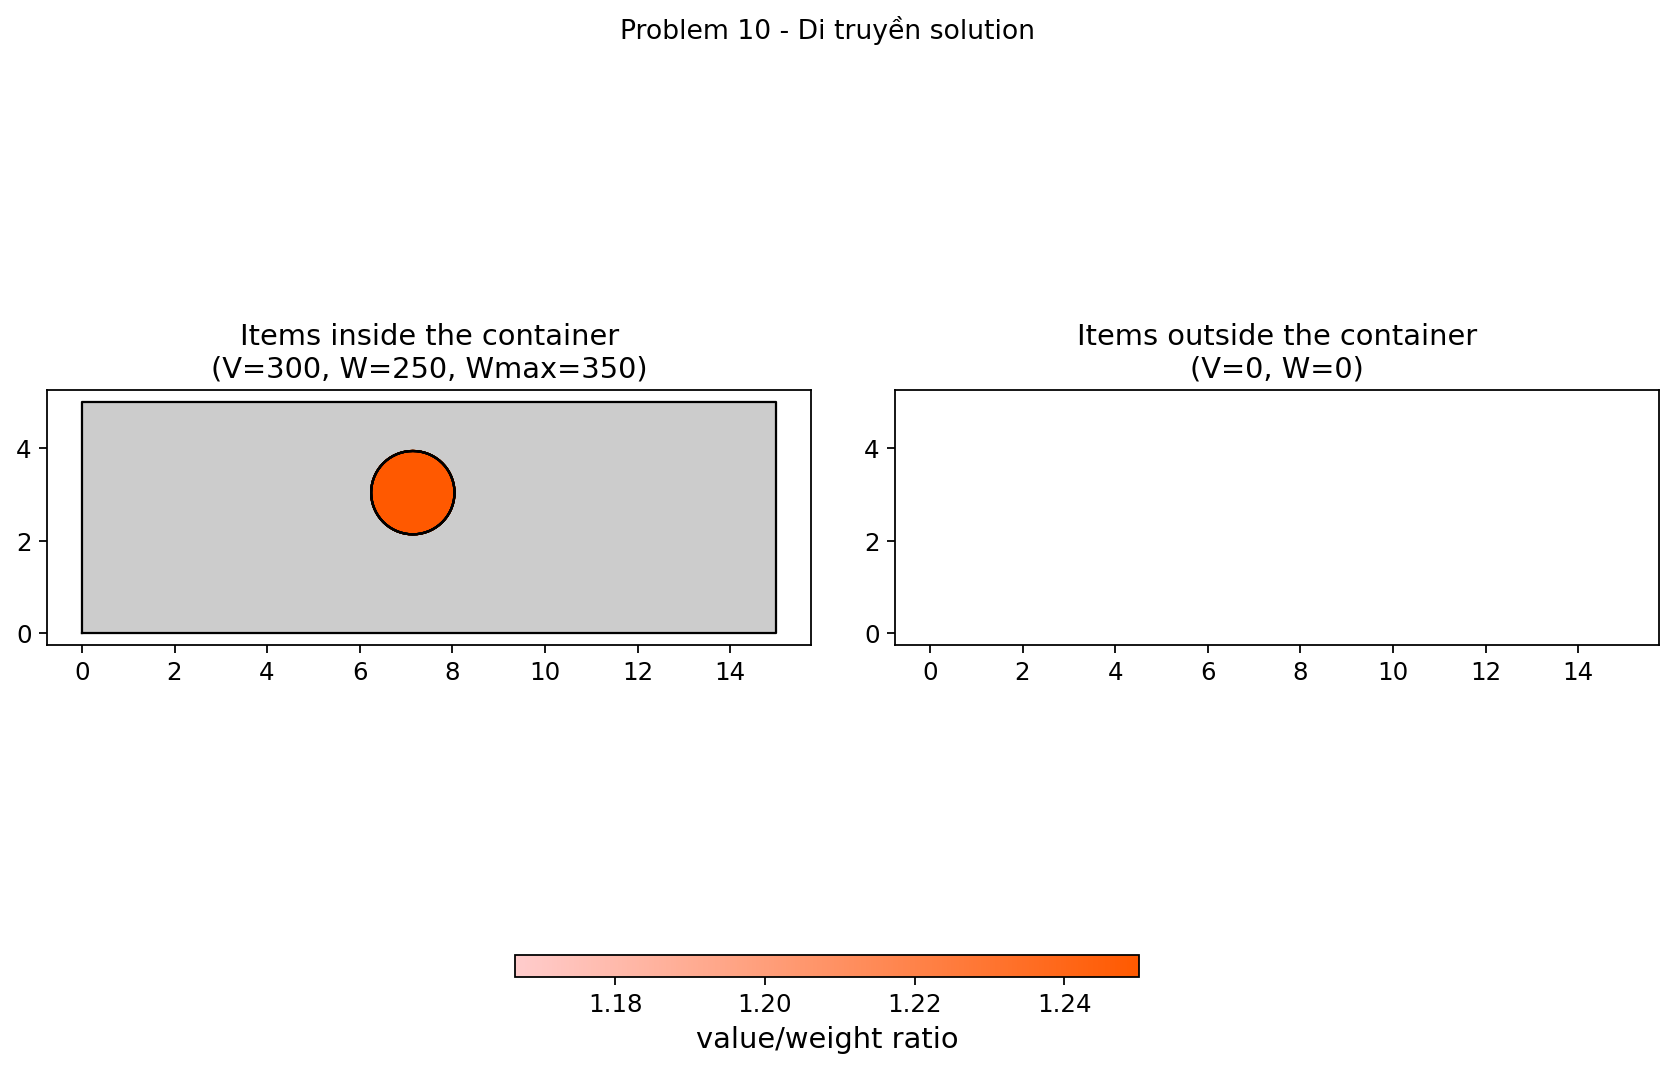 Problem 10 - Di truyền solution
Items inside the container
(V=300, W=250, Wmax=350)
4
2
0
0 2 4 6 8 10 12 14
Items outside the container
(V=0, W=0)
4
2
0
0 2 4 6 8 10 12 14
1.18 1.20 1.22 1.24
value/weight ratio